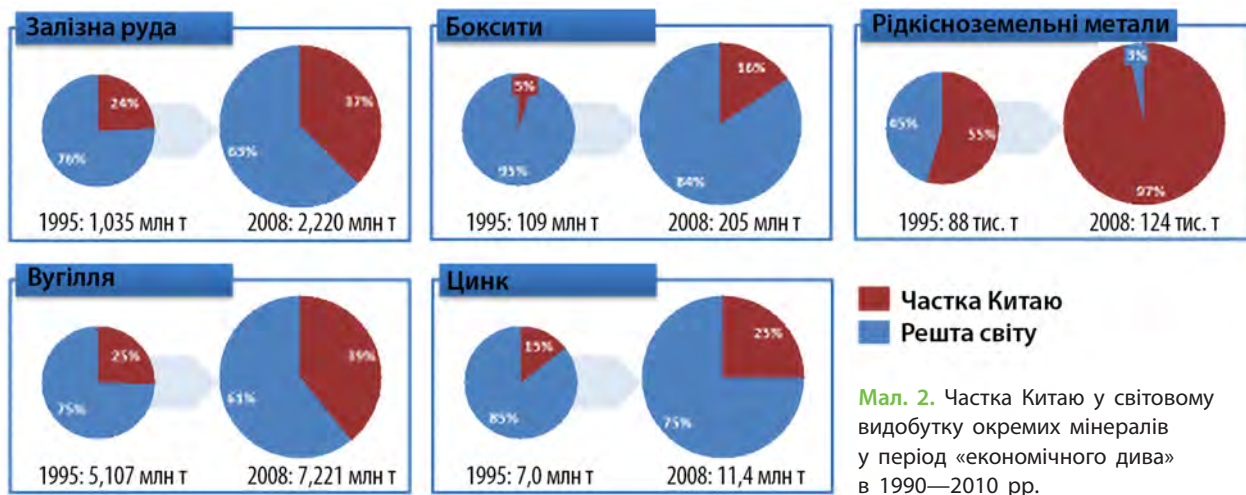 Залізна руда
24%
76%
37%
63%
1995: 1,035 млн т 2008: 2,220 млн т
Боксити
5%
95%
16%
84%
1995: 109 млн т 2008: 205 млн т
Рідкісноземельні метали
45%
55%
3%
97%
1995: 88 тис. т 2008: 124 тис. т
Вугілля
25%
75%
39%
61%
1995: 5,107 млн т 2008: 7,221 млн т
Цинк
15%
85%
25%
75%
1995: 7,0 млн т 2008: 11,4 млн т
Частка Китаю
Решта світу
Мал. 2. Частка Китаю у світовому
видобутку окремих мінералів
у період «економічного дива»
в 1990—2010 рр.